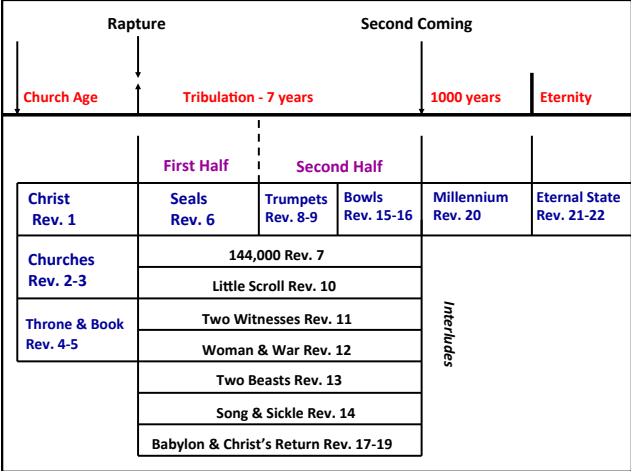 Rapture
Second Coming
Church Age
Tribulation - 7 years
1000 years
Eternity
First Half
Second Half
Christ
Rev. 1
Seals
Rev. 6
Trumpets
Rev. 8-9
Bowls
Rev. 15-16
Millennium
Rev. 20
Eternal State
Rev. 21-22
Churches
Rev. 2-3
Throne & Book
Rev. 4-5
144,000 Rev. 7
Little Scroll Rev. 10
Two Witnesses Rev. 11
Woman & War Rev. 12
Two Beasts Rev. 13
Song & Sickle Rev. 14
Babylon & Christ's Return Rev. 17-19
Interludes